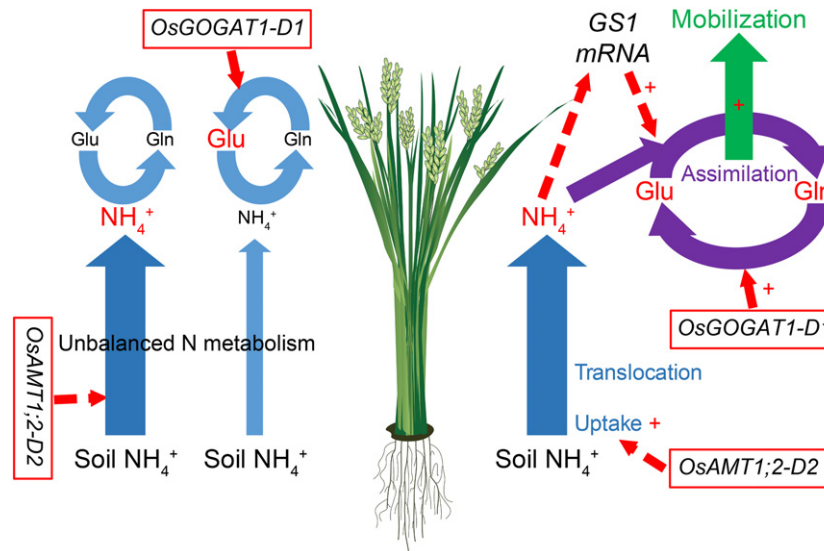 OsGOGAT1-D1
Glu
Gln
NH₄⁺
Glu
Gln
NH₄⁺
OsAMT1;2-D2
Unbalanced N metabolism
Soil NH₄⁺
Soil NH₄⁺
GS1
mRNA
+
Mobilization
+
Assimilation
Glu
Gln
NH₄⁺
+
OsGOGAT1-D1
Translocation
Uptake +
Soil NH₄⁺
OsAMT1;2-D2